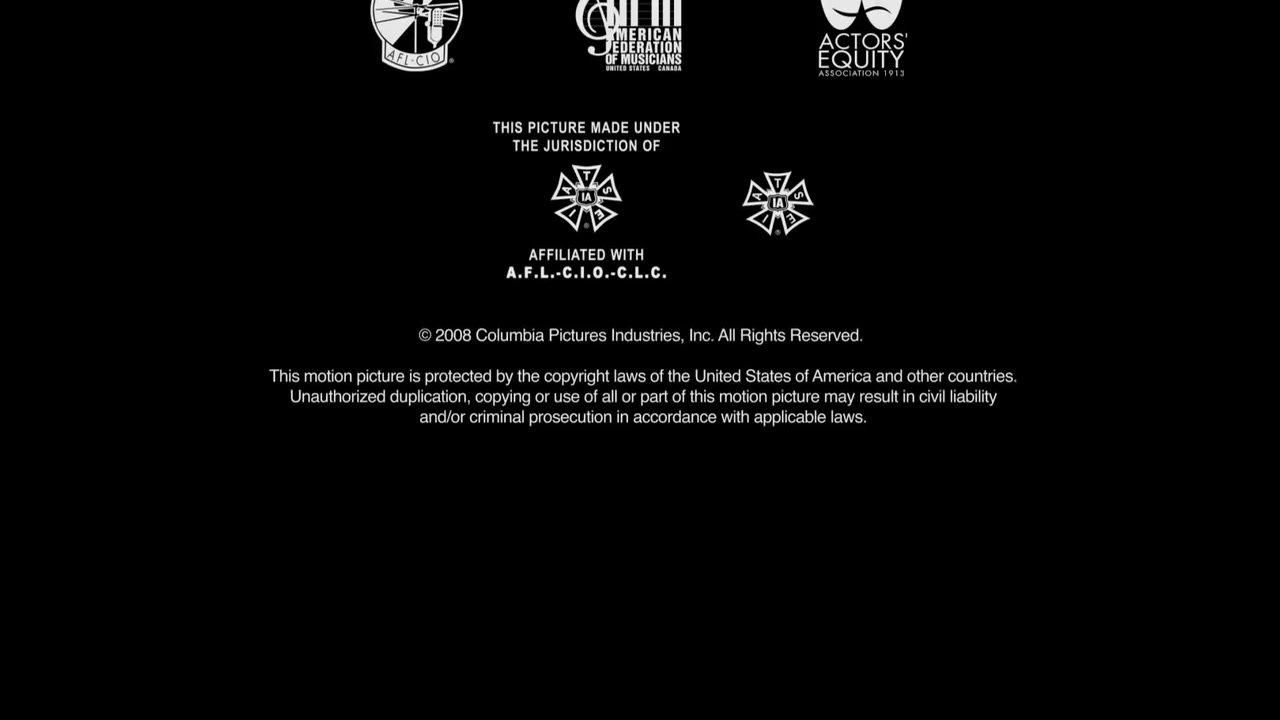 AFL-CIO
AMERICAN
FEDERATION
OF MUSICIANS
UNITED STATES CANADA
ACTORS'
EQUITY
ASSOCIATION 1913
THIS PICTURE MADE UNDER
THE JURISDICTION OF
I A T S E
IA
I A T S E
IA
AFFILIATED WITH
A.F.L.-C.I.O.-C.L.C.
© 2008 Columbia Pictures Industries, Inc. All Rights Reserved.
This motion picture is protected by the copyright laws of the United States of America and other countries.
Unauthorized duplication, copying or use of all or part of this motion picture may result in civil liability
and/or criminal prosecution in accordance with applicable laws.